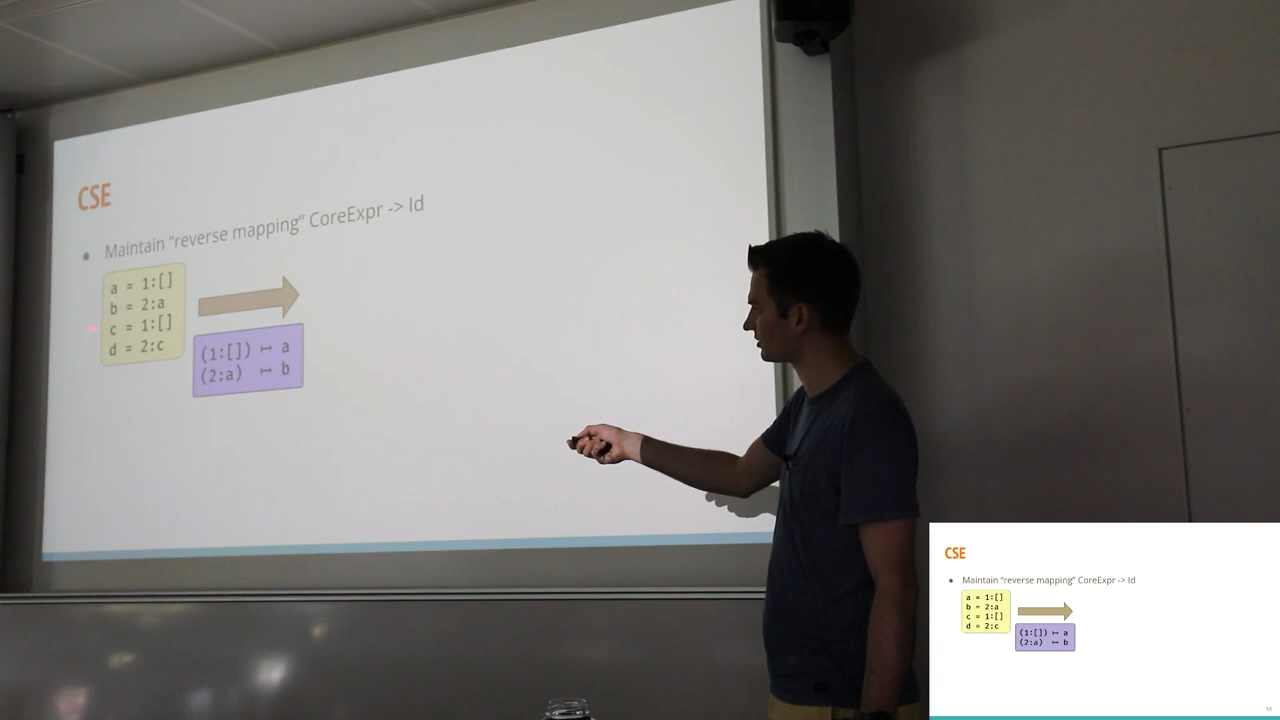 CSE
● Maintain “reverse mapping” CoreExpr -> Id
a = 1:[]
b = 2:a
c = 1:[]
d = 2:c
(1:[]) ↦ a
(2:a) ↦ b
CSE
● Maintain “reverse mapping” CoreExpr -> Id
a = 1:[]
b = 2:a
c = 1:[]
d = 2:c
(1:[]) ↦ a
(2:a) ↦ b